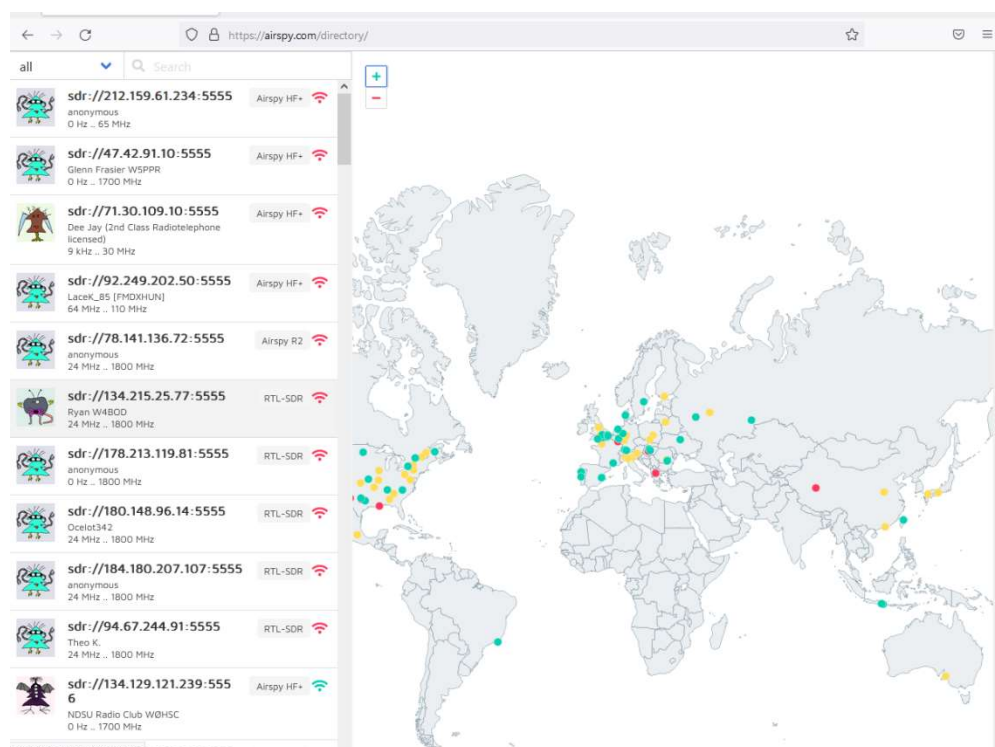 https://airspy.com/directory/
all
Search
sdr://212.159.61.234:5555
Airspy HF+
anonymous
0 Hz .. 65 MHz
sdr://47.42.91.10:5555
Airspy HF+
Glenn Frasier W5PPR
0 Hz .. 1700 MHz
sdr://71.30.109.10:5555
Airspy HF+
Dee Jay (2nd Class Radiotelephone
licensed)
9 kHz .. 30 MHz
sdr://92.249.202.50:5555
Airspy HF+
LaceK_85 [FMDXHUN]
64 MHz .. 110 MHz
sdr://78.141.136.72:5555
Airspy R2
anonymous
24 MHz .. 1800 MHz
sdr://134.215.25.77:5555
RTL-SDR
Ryan W4BOD
24 MHz .. 1800 MHz
sdr://178.213.119.81:5555
RTL-SDR
anonymous
0 Hz .. 1800 MHz
sdr://180.148.96.14:5555
RTL-SDR
Ocelot342
24 MHz .. 1800 MHz
sdr://184.180.207.107:5555
RTL-SDR
anonymous
24 MHz .. 1800 MHz
sdr://94.67.244.91:5555
RTL-SDR
Theo K.
24 MHz .. 1800 MHz
sdr://134.129.121.239:555
6
Airspy HF+
NDSU Radio Club WØHSC
0 Hz .. 1700 MHz